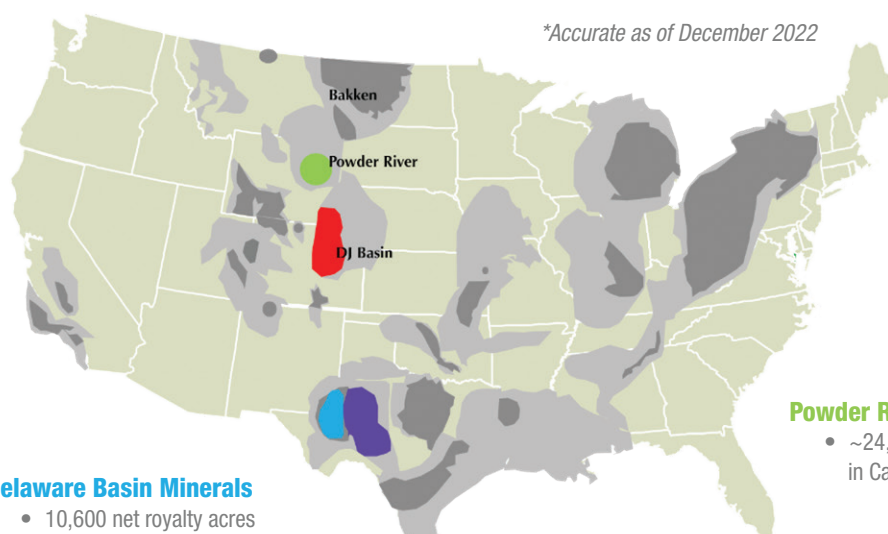 *Accurate as of December 2022
Bakken
Powder River
DJ Basin
Powder R
• ~24,
in Ca
elaware Basin Minerals
• 10,600 net royalty acres